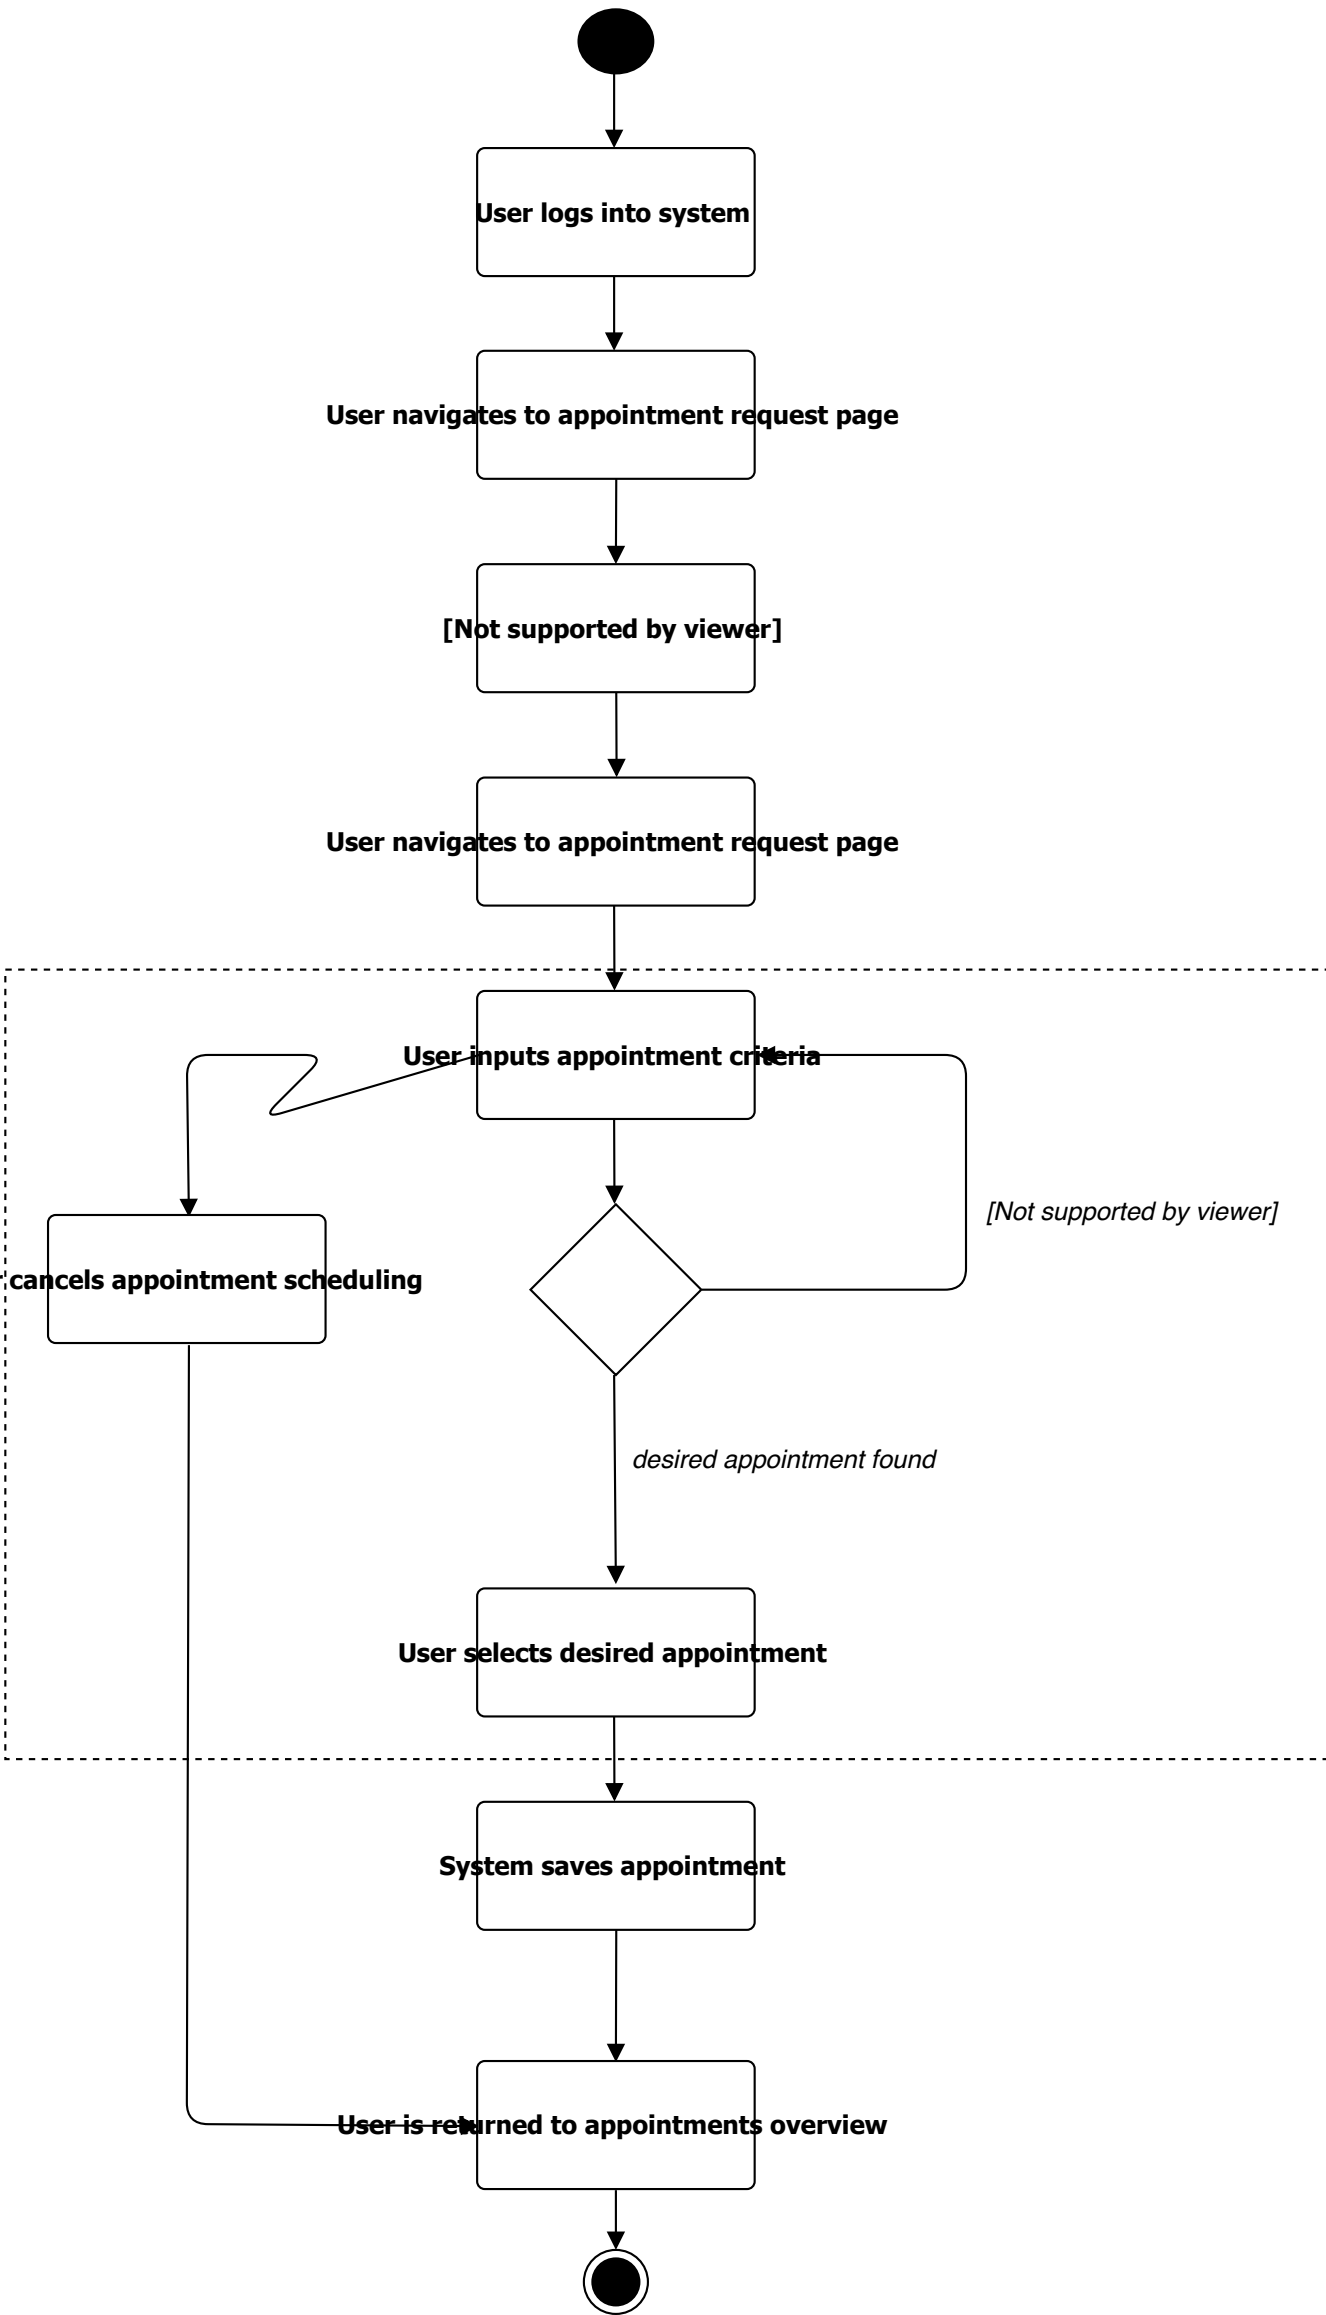 User logs into system
User navigates to appointment request page
[Not supported by viewer]
User navigates to appointment request page
User inputs appointment criteria
[Not supported by viewer]
cancels appointment scheduling
desired appointment found
User selects desired appointment
System saves appointment
User is returned to appointments overview